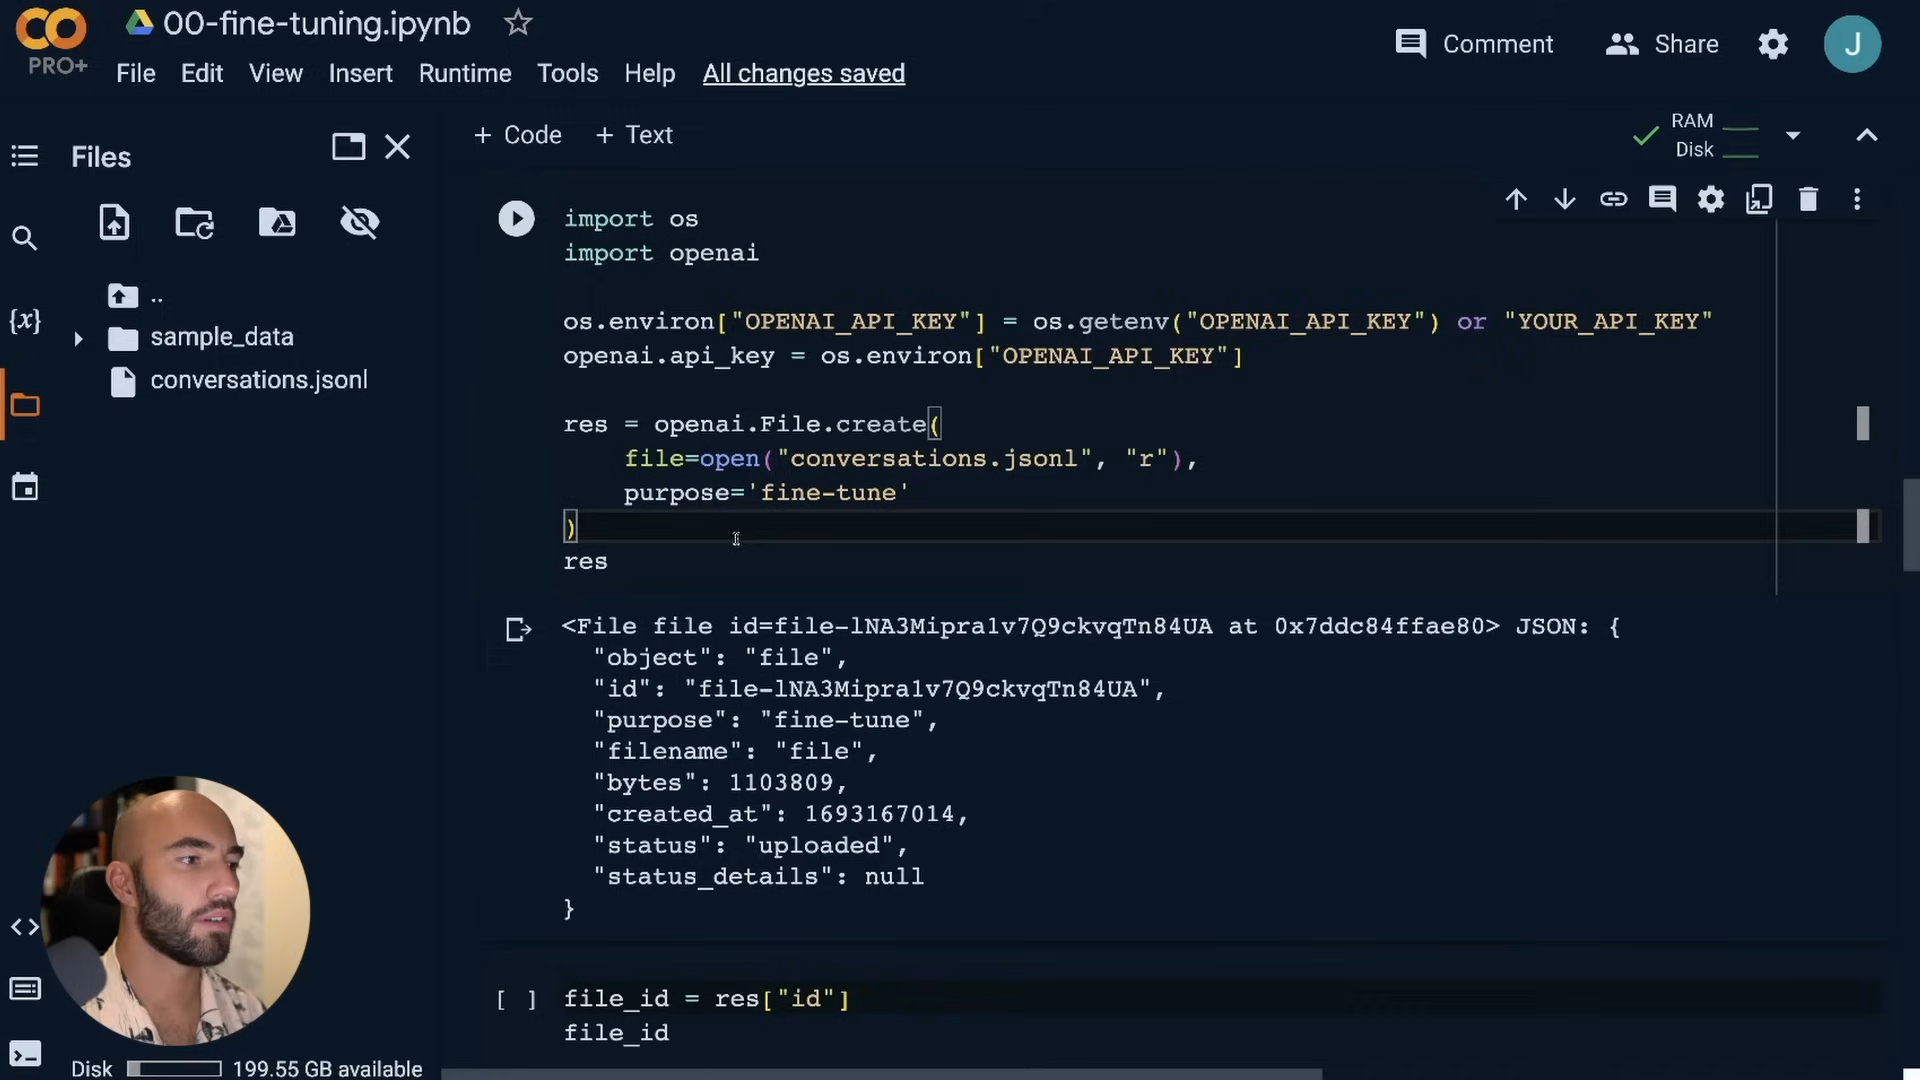 00-fine-tuning.ipynb
PRO+
File Edit View Insert Runtime Tools Help All changes saved
Comment Share J
Files
+ Code + Text
RAM
Disk
..
sample_data
conversations.jsonl
{x}
import os
import openai
os.environ["OPENAI_API_KEY"] = os.getenv("OPENAI_API_KEY") or "YOUR_API_KEY"
openai.api_key = os.environ["OPENAI_API_KEY"]
res = openai.File.create(
file=open("conversations.jsonl", "r"),
purpose='fine-tune'
)
res
<File file id=file-lNA3Mipra1v7Q9ckvqTn84UA at 0x7ddc84ffae80> JSON: {
"object": "file",
"id": "file-lNA3Mipra1v7Q9ckvqTn84UA",
"purpose": "fine-tune",
"filename": "file",
"bytes": 1103809,
"created_at": 1693167014,
"status": "uploaded",
"status_details": null
}
[ ] file_id = res["id"]
file_id
Disk 199.55 GB available